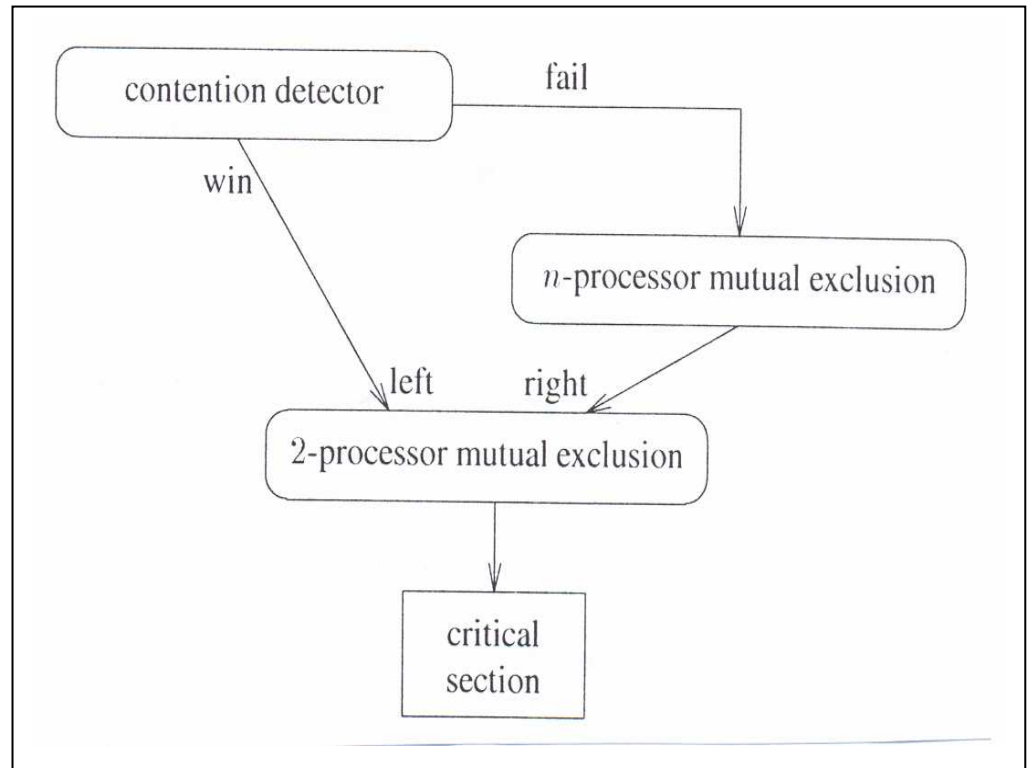 contention detector
fail
win
n-processor mutual exclusion
left
right
2-processor mutual exclusion
critical
section